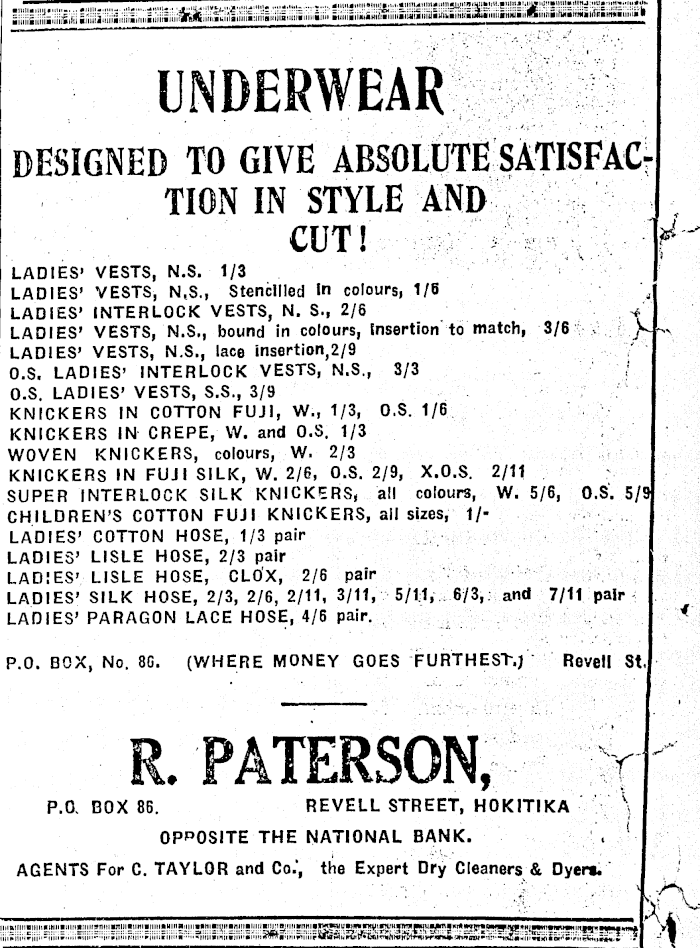 UNDERWEAR
DESIGNED TO GIVE ABSOLUTE SATISFAC-
TION IN STYLE AND
CUT!
LADIES' VESTS, N.S. 1/3
LADIES' VESTS, N.S., Stencilled in colours, 1/6
LADIES' INTERLOCK VESTS, N. S., 2/6
LADIES' VESTS, N.S., bound in colours, insertion to match, 3/6
LADIES' VESTS, N.S., lace insertion, 2/9
O.S. LADIES' INTERLOCK VESTS, N.S., 3/3
O.S. LADIES' VESTS, S.S., 3/9
KNICKERS IN COTTON FUJI, W., 1/3, O.S. 1/6
KNICKERS IN CREPE, W. and O.S. 1/3
WOVEN KNICKERS, colours, W. 2/3
KNICKERS IN FUJI SILK, W. 2/6, O.S. 2/9, X.O.S. 2/11
SUPER INTERLOCK SILK KNICKERS, all colours, W. 5/6, O.S. 5/9
CHILDREN'S COTTON FUJI KNICKERS, all sizes, 1/-
LADIES' COTTON HOSE, 1/3 pair
LADIES' LISLE HOSE, 2/3 pair
LADIES' LISLE HOSE, CLOX, 2/6 pair
LADIES' SILK HOSE, 2/3, 2/6, 2/11, 3/11, 5/11, 6/3, and 7/11 pair
LADIES' PARAGON LACE HOSE, 4/6 pair.
P.O. BOX, No. 86. (WHERE MONEY GOES FURTHEST.) Revell St.
R. PATERSON,
P.O. BOX 86. REVELL STREET, HOKITIKA
OPPOSITE THE NATIONAL BANK.
AGENTS For C. TAYLOR and Co., the Expert Dry Cleaners & Dyers.